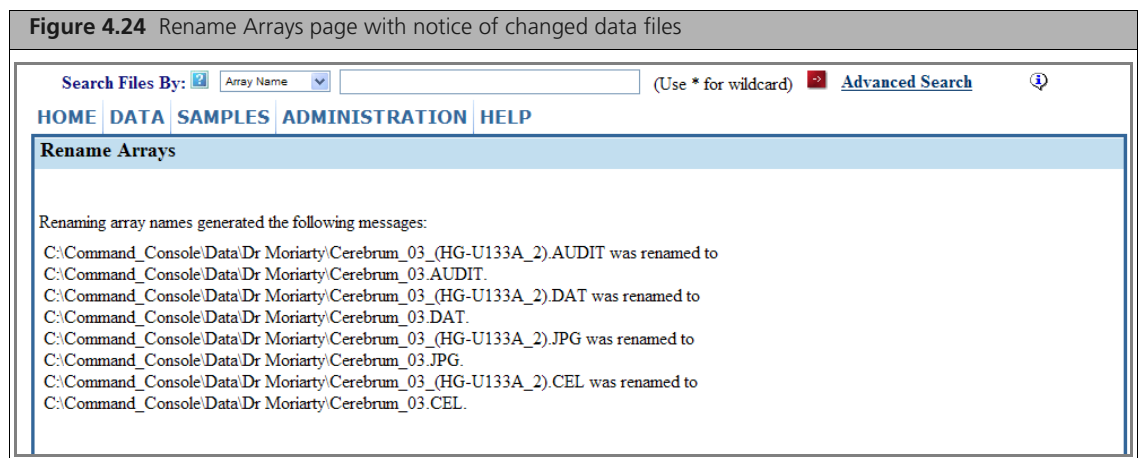 Figure 4.24 Rename Arrays page with notice of changed data files
Search Files By: ? Array Name (Use * for wildcard) Advanced Search
HOME DATA SAMPLES ADMINISTRATION HELP
Rename Arrays
Renaming array names generated the following messages:
C:\Command_Console\Data\Dr Moriarty\Cerebrum_03_(HG-U133A_2).AUDIT was renamed to
C:\Command_Console\Data\Dr Moriarty\Cerebrum_03.AUDIT.
C:\Command_Console\Data\Dr Moriarty\Cerebrum_03_(HG-U133A_2).DAT was renamed to
C:\Command_Console\Data\Dr Moriarty\Cerebrum_03.DAT.
C:\Command_Console\Data\Dr Moriarty\Cerebrum_03_(HG-U133A_2).JPG was renamed to
C:\Command_Console\Data\Dr Moriarty\Cerebrum_03.JPG.
C:\Command_Console\Data\Dr Moriarty\Cerebrum_03_(HG-U133A_2).CEL was renamed to
C:\Command_Console\Data\Dr Moriarty\Cerebrum_03.CEL.